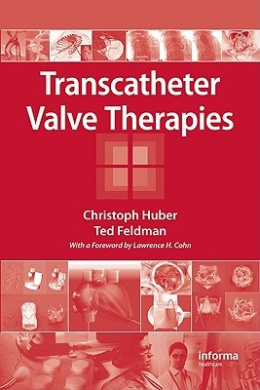 Transcatheter
Valve Therapies
Christoph Huber
Ted Feldman
With a Foreword by Lawrence H. Cohn
informa
healthcare